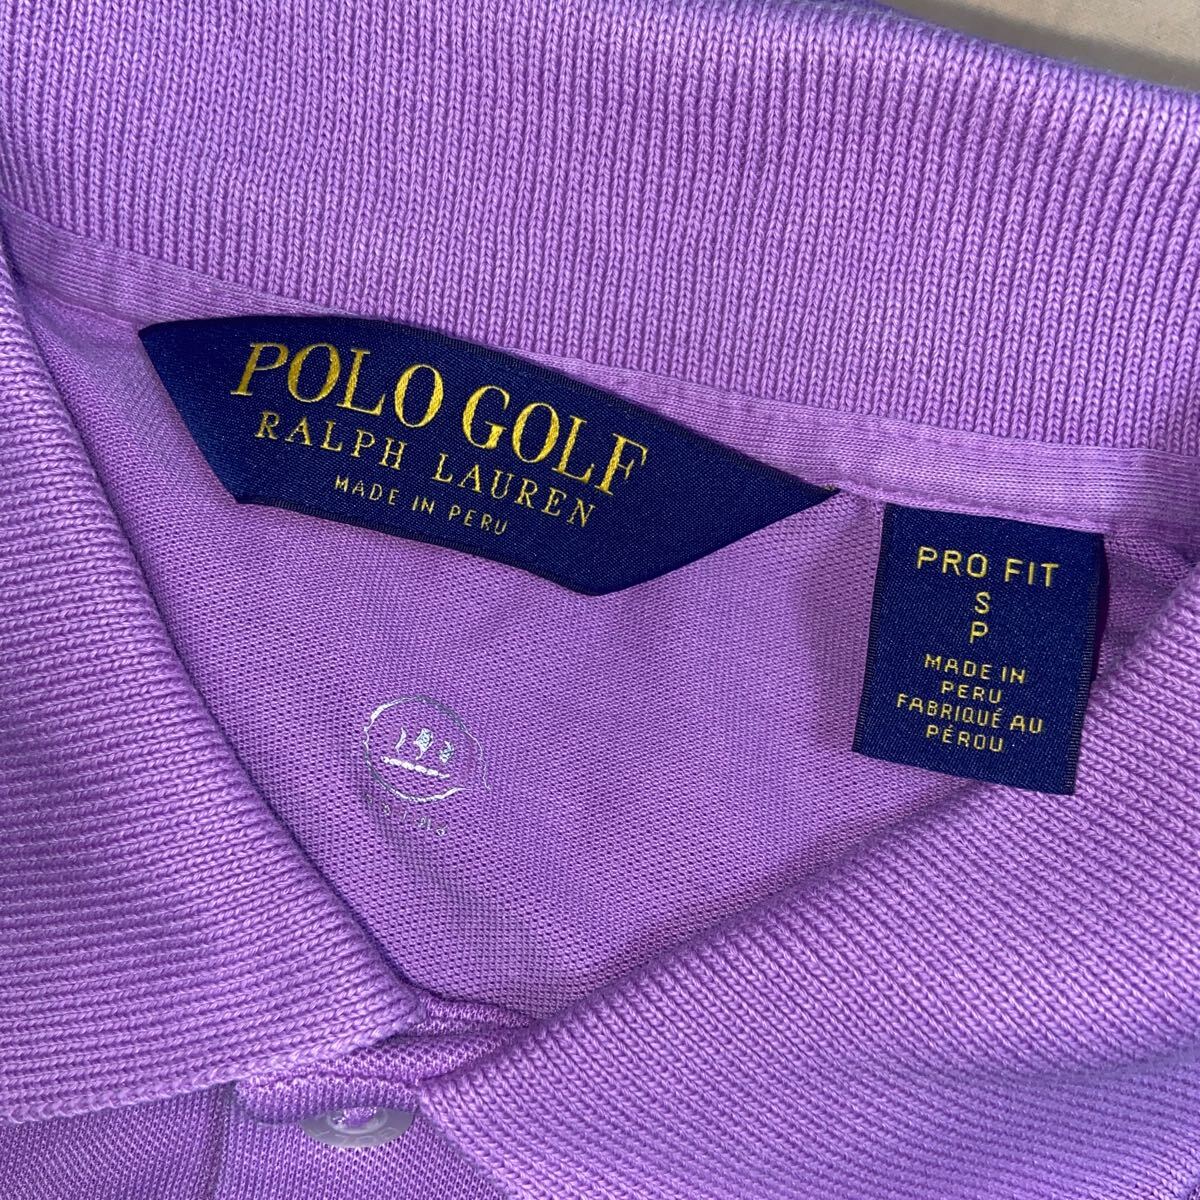 POLO GOLF
RALPH LAUREN
MADE IN PERU
PRO FIT
S
P
MADE IN
PERU
FABRIQUÉ AU
PÉROU